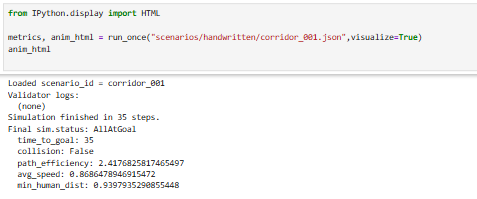 from IPython.display import HTML
metrics, anim_html = run_once("scenarios/handwritten/corridor_001.json",visualize=True)
anim_html
Loaded scenario_id = corridor_001
Validator logs:
(none)
Simulation finished in 35 steps.
Final sim.status: AllAtGoal
time_to_goal: 35
collision: False
path_efficiency: 2.4176825817465497
avg_speed: 0.8686478946915472
min_human_dist: 0.9397935290855448